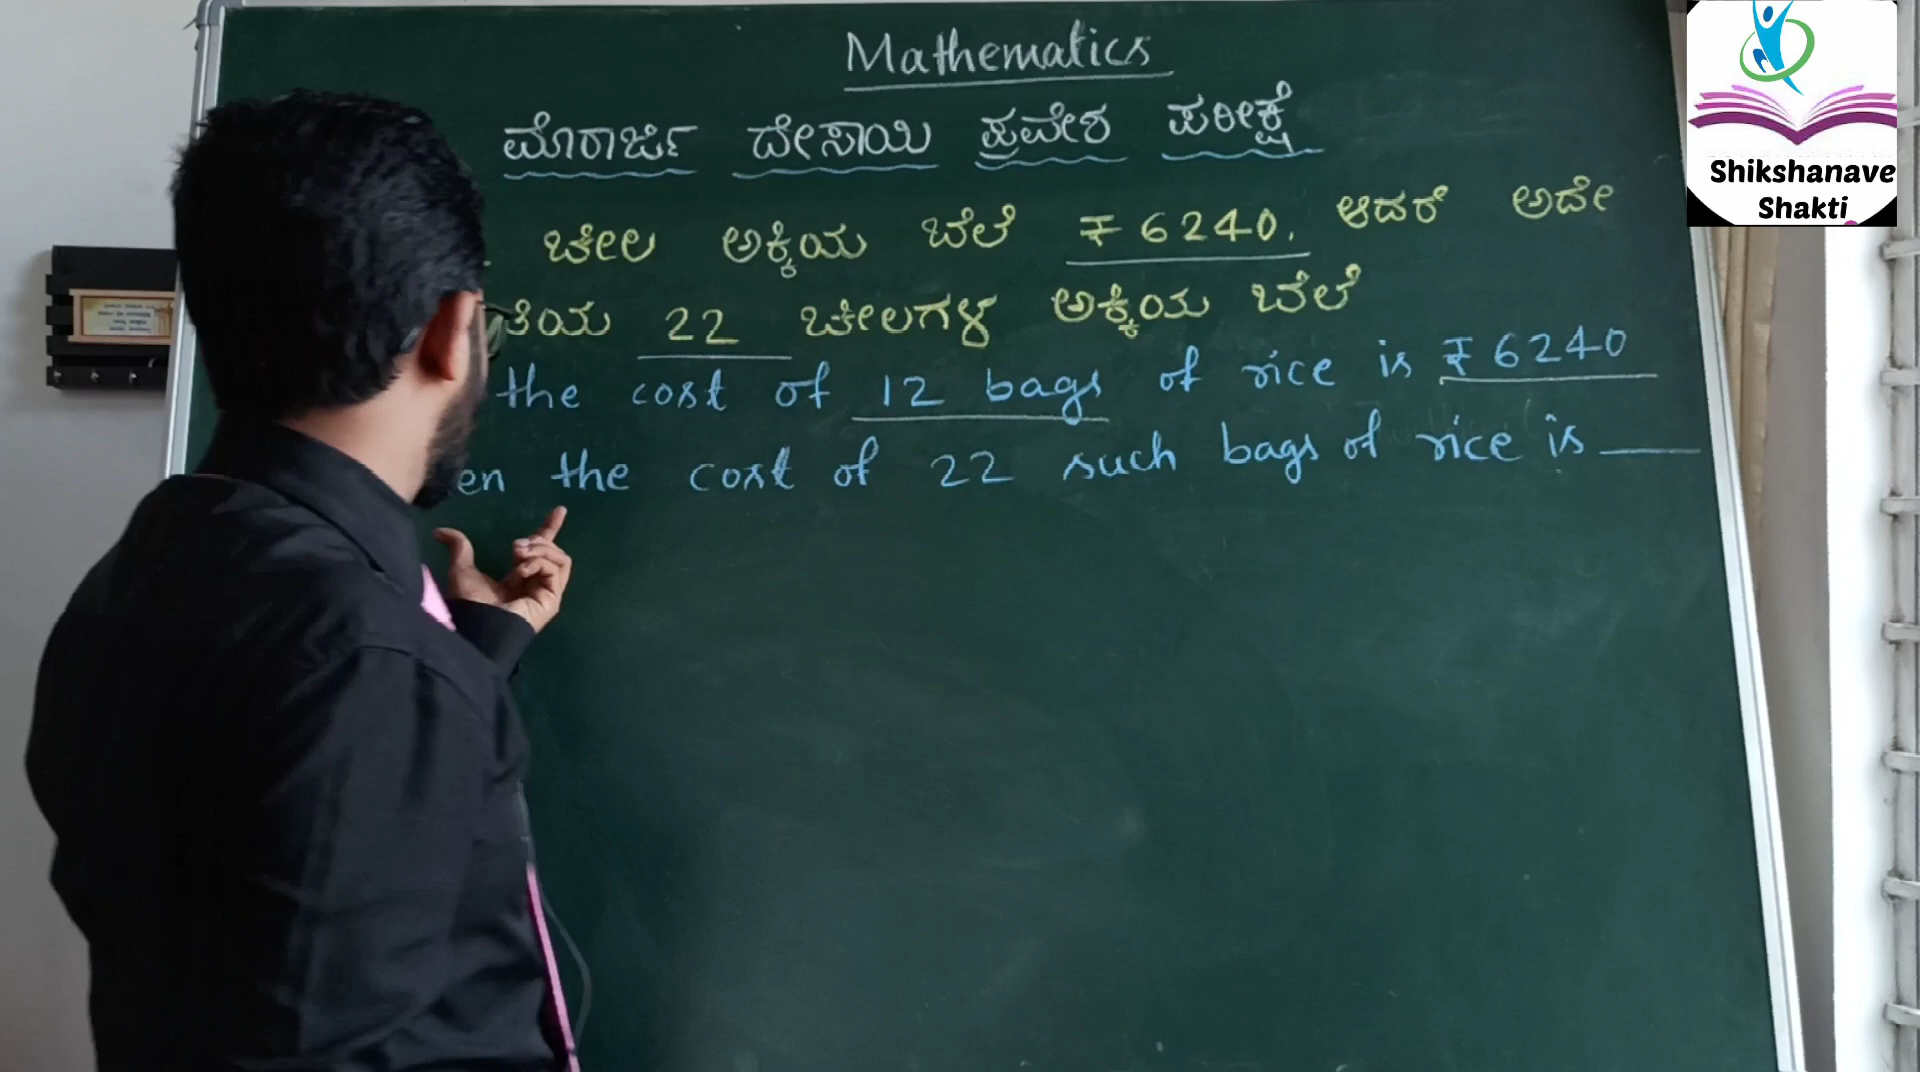 Mathematics
ಮೊರಾರ್ಜಿ ದೇಸಾಯಿ ಪ್ರವೇಶ ಪರೀಕ್ಷೆ
ಚೀಲ ಅಕ್ಕಿಯ ಬೆಲೆ ₹ 6240. ಆದರೆ ಅದೇ
ತಿಯ 22 ಚೀಲಗಳ ಅಕ್ಕಿಯ ಬೆಲೆ
the cost of 12 bags of rice is ₹ 6240
en the cost of 22 such bags of rice is ____
Shikshanave
Shakti